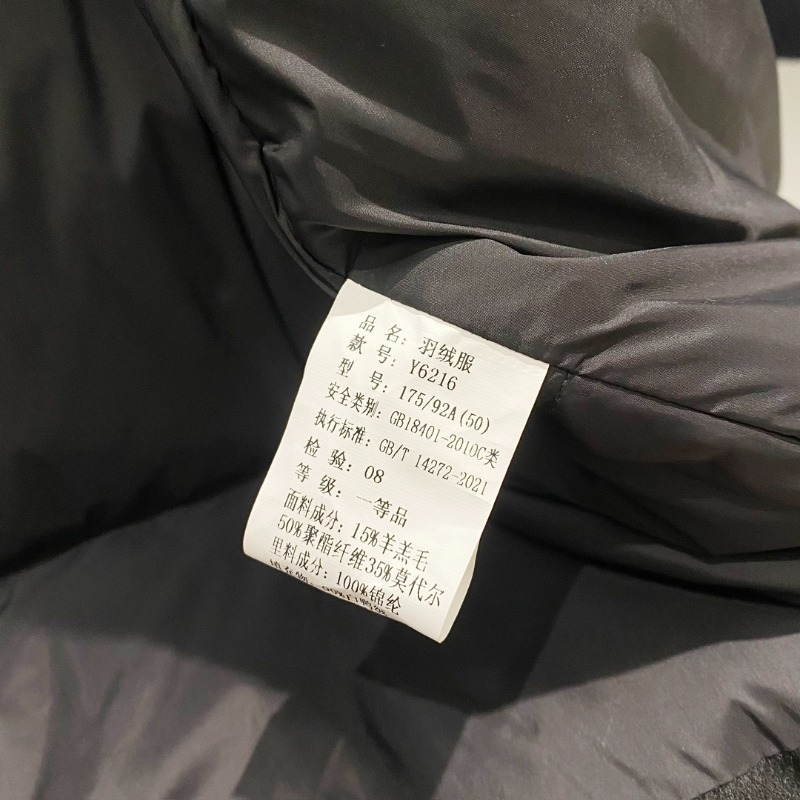 品 名: 羽绒服
款 号: Y6216
型 号: 175/92A(50)
安全类别: GB18401-2010C类
执行标准: GB/T 14272-2021
检 验: 08
等 级: 一等品
面料成分: 15%羊羔毛
50%聚酯纤维35%莫代尔
里料成分: 100%锦纶